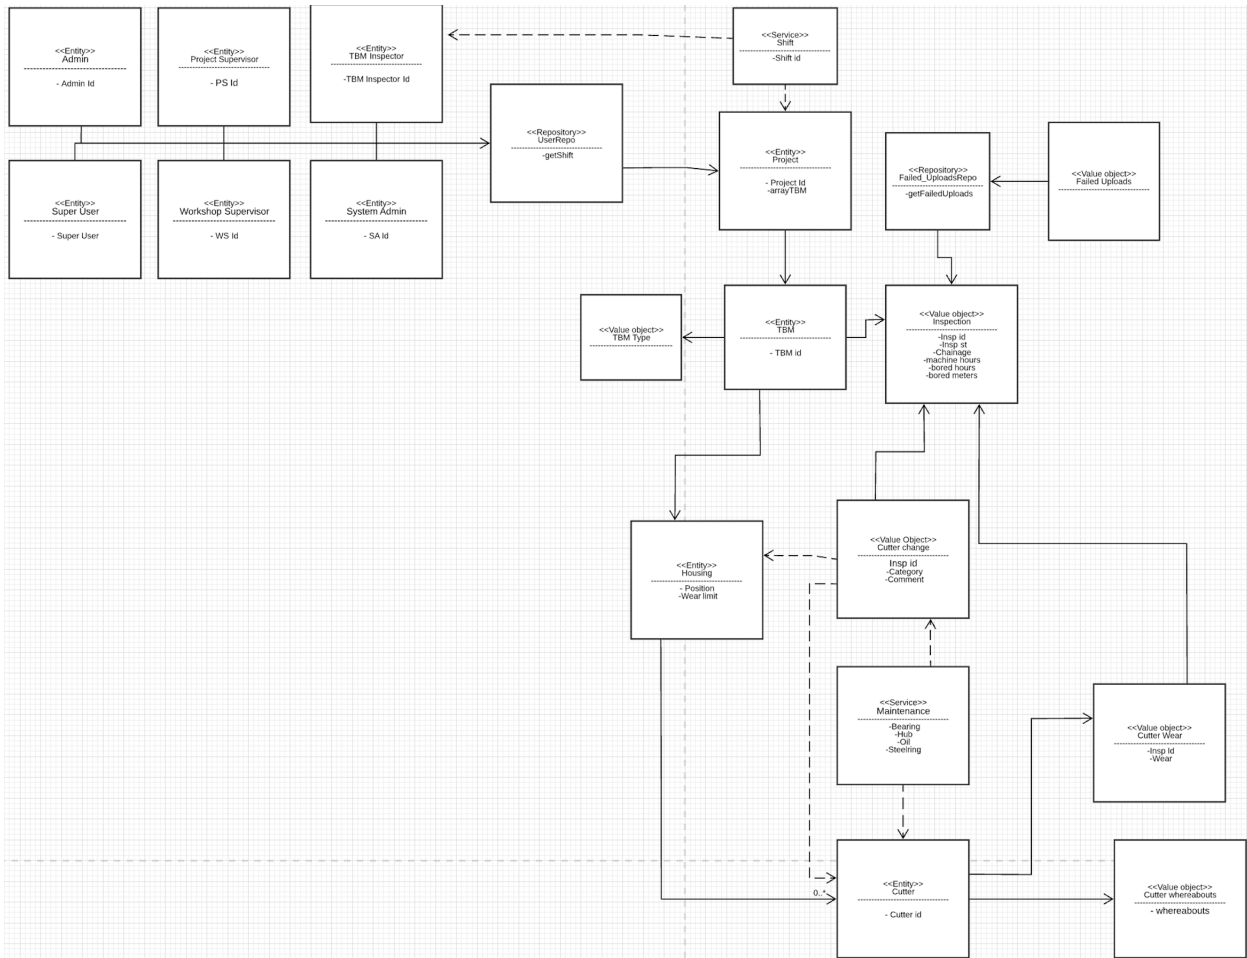 <<Entity>>
Admin
- Admin Id
<<Entity>>
Project Supervisor
- PS Id
<<Entity>>
TBM Inspector
-TBM Inspector Id
<<Service>>
Shift
-Shift id
<<Repository>>
UserRepo
-getShift
<<Entity>>
Project
- Project Id
-arrayTBM
<<Repository>>
Failed_UploadsRepo
-getFailedUploads
<<Value object>>
Failed Uploads
<<Entity>>
Super User
- Super User
<<Entity>>
Workshop Supervisor
- WS Id
<<Entity>>
System Admin
- SA Id
<<Value object>>
TBM Type
<<Entity>>
TBM
- TBM id
<<Value object>>
Inspection
-Insp id
-Insp st
-Chainage
-machine hours
-bored hours
-bored meters
<<Entity>>
Housing
- Position
-Wear limit
<<Value Object>>
Cutter change
Insp id
-Category
-Comment
<<Service>>
Maintenance
-Bearing
-Hub
-Oil
-Steelring
<<Value object>>
Cutter Wear
-Insp Id
-Wear
0..*
<<Entity>>
Cutter
- Cutter id
<<Value object>>
Cutter whereabouts
- whereabouts